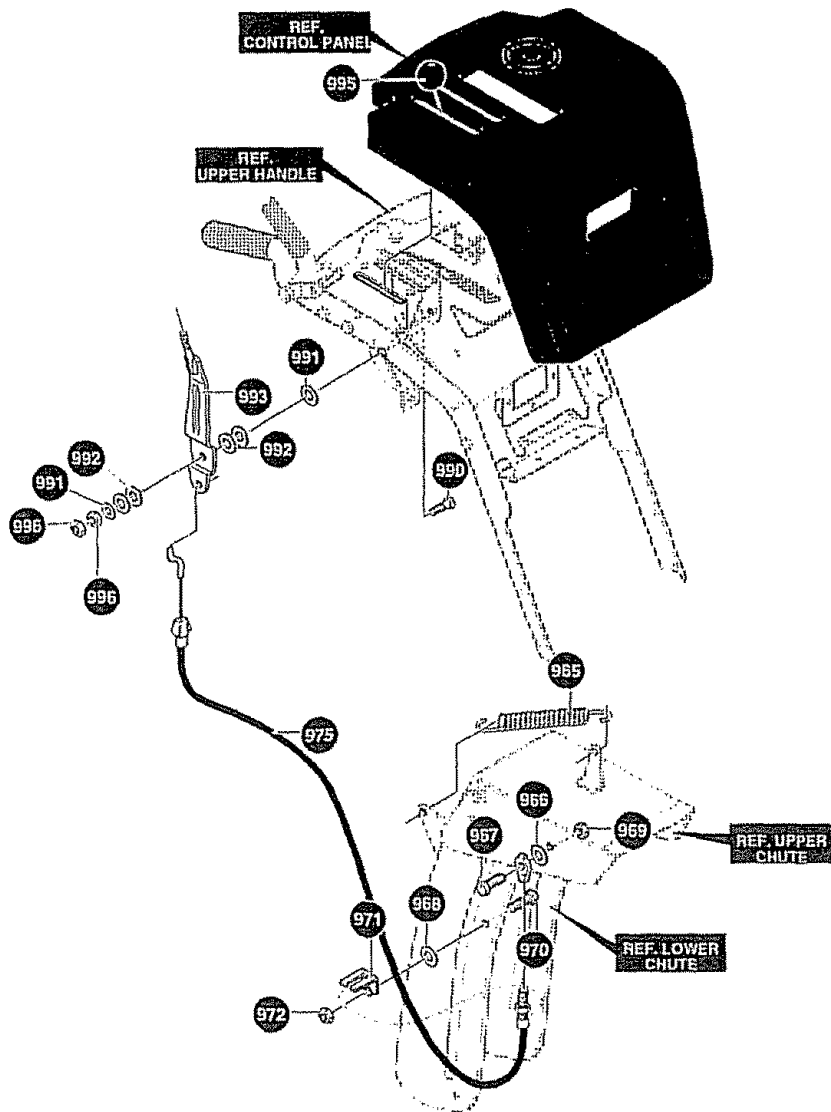 REF.
CONTROL PANEL
995
REF.
UPPER HANDLE
991
993
992
992
990
991
996
996
965
975
966
967
969
REF. UPPER
CHUTE
968
971
970
REF. LOWER
CHUTE
972